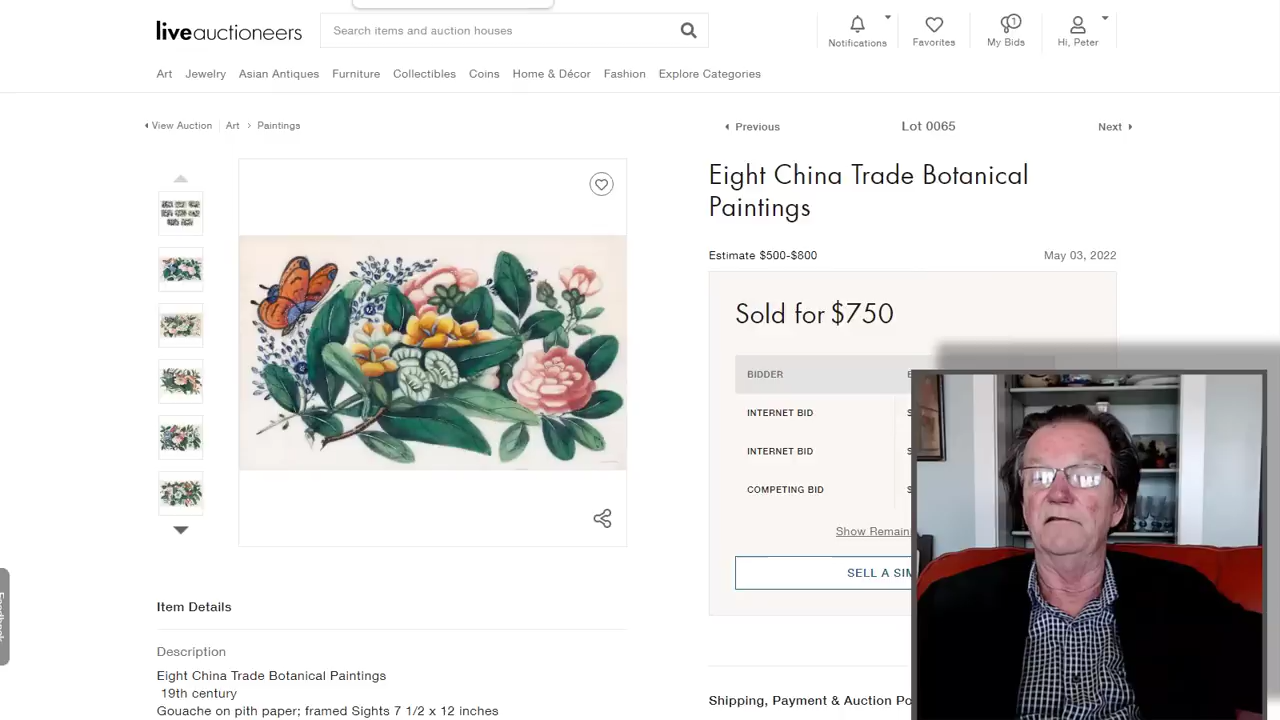 liveauctioneers
Search items and auction houses
1
Notifications
Favorites
My Bids
Hi, Peter
Art Jewelry Asian Antiques Furniture Collectibles Coins Home & Décor Fashion Explore Categories
View Auction Art Paintings
Previous Lot 0065 Next
Eight China Trade Botanical
Paintings
Estimate $500-$800 May 03, 2022
Sold for $750
BIDDER
INTERNET BID $
INTERNET BID $
COMPETING BID $
Show Remain
SELL A SIM
Feedback
Item Details
Description
Eight China Trade Botanical Paintings
19th century
Gouache on pith paper; framed Sights 7 1/2 x 12 inches
Shipping, Payment & Auction Po